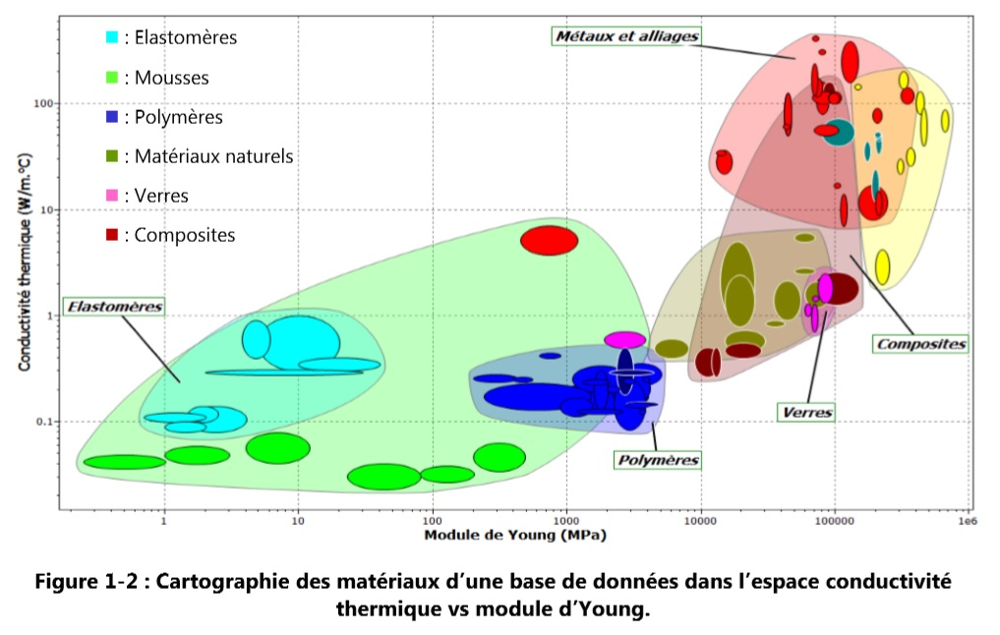 : Elastomères
: Mousses
: Polymères
: Matériaux naturels
: Verres
: Composites
Métaux et alliages
Elastomères
Composites
Verres
Polymères
Conductivité thermique (W/m.°C)
100
10
1
0.1
1
10
100
1000
10000
100000
1e6
Module de Young (MPa)
Figure 1-2 : Cartographie des matériaux d’une base de données dans l’espace conductivité
thermique vs module d’Young.